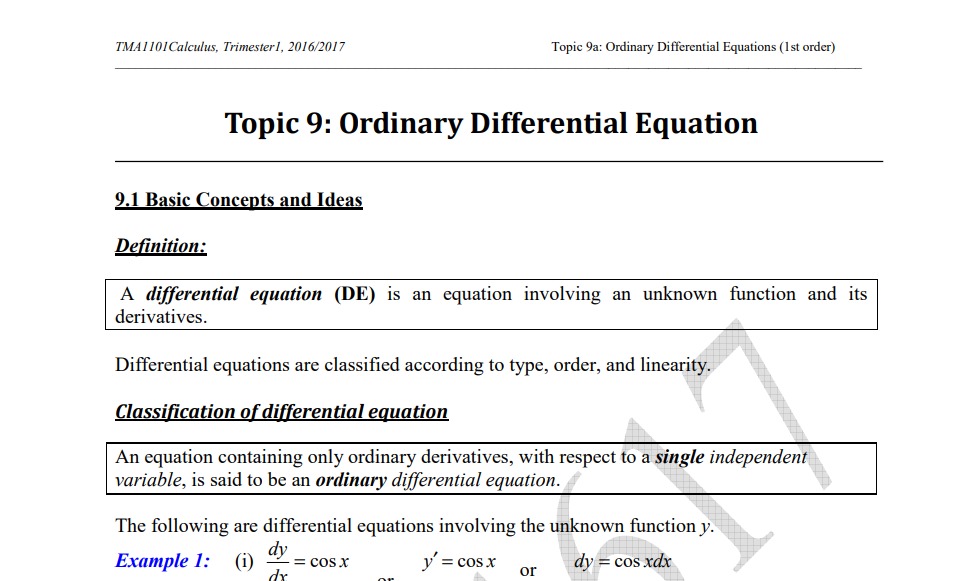 TMA1101Calculus, Trimester1, 2016/2017 Topic 9a: Ordinary Differential Equations (1st order)
Topic 9: Ordinary Differential Equation
9.1 Basic Concepts and Ideas
Definition:
A differential equation (DE) is an equation involving an unknown function and its
derivatives.
Differential equations are classified according to type, order, and linearity.
Classification of differential equation
An equation containing only ordinary derivatives, with respect to a single independent
variable, is said to be an ordinary differential equation.
The following are differential equations involving the unknown function y.
Example 1: (i) dy/dx = cos x or y′ = cos x or dy = cos xdx
1617